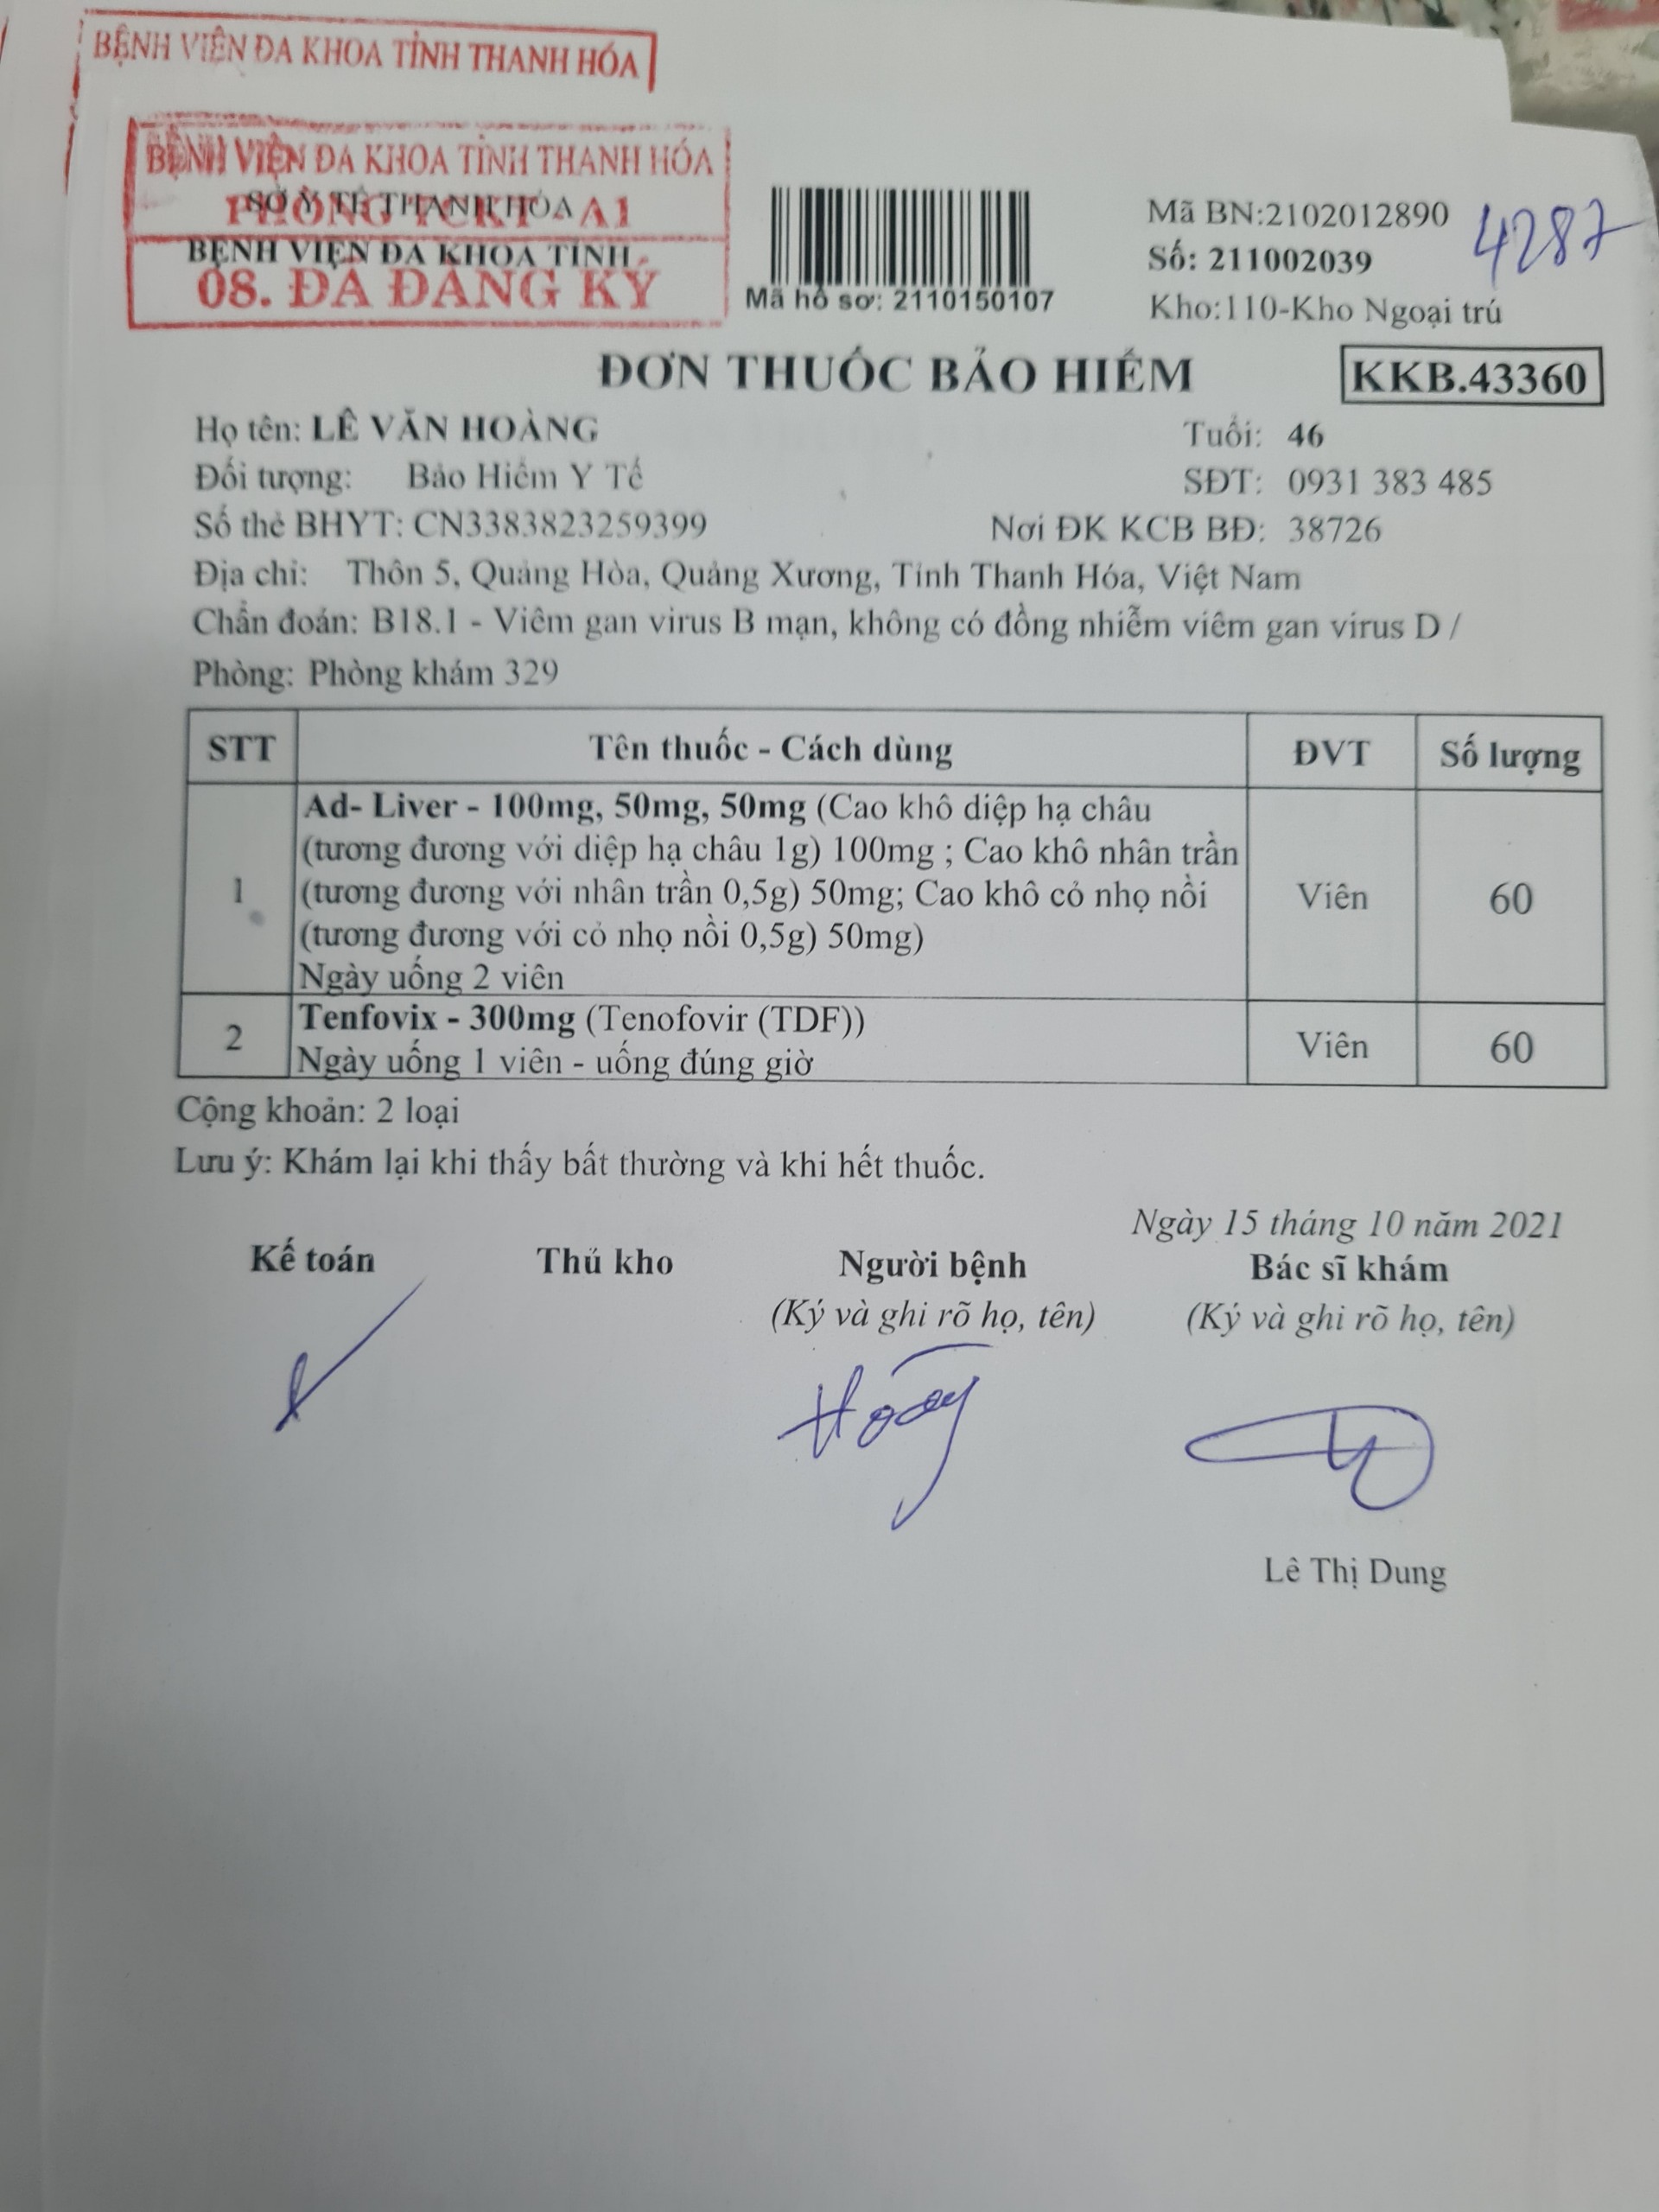 BỆNH VIỆN ĐA KHOA TỈNH THANH HÓA
BỆNH VIỆN ĐA KHOA TỈNH THANH HÓA
SỞ Y TẾ THANH HÓA
PHÒNG TCKT A1
BỆNH VIỆN ĐA KHOA TỈNH
08. ĐÃ ĐĂNG KÝ
Mã hồ sơ: 2110150107
Mã BN:2102012890
4287
Số: 211002039
Kho:110-Kho Ngoại trú
ĐƠN THUỐC BẢO HIỂM
KKB.43360
Họ tên: LÊ VĂN HOÀNG Tuổi: 46
Đối tượng: Bảo Hiểm Y Tế SĐT: 0931 383 485
Số thẻ BHYT: CN3383823259399 Nơi ĐK KCB BĐ: 38726
Địa chỉ: Thôn 5, Quảng Hòa, Quảng Xương, Tỉnh Thanh Hóa, Việt Nam
Chẩn đoán: B18.1 - Viêm gan virus B mạn, không có đồng nhiễm viêm gan virus D /
Phòng: Phòng khám 329
STT Tên thuốc - Cách dùng ĐVT Số lượng
Ad- Liver - 100mg, 50mg, 50mg (Cao khô diệp hạ châu
(tương đương với diệp hạ châu 1g) 100mg ; Cao khô nhân trần
1 (tương đương với nhân trần 0,5g) 50mg; Cao khô cỏ nhọ nồi Viên 60
(tương đương với cỏ nhọ nồi 0,5g) 50mg)
Ngày uống 2 viên
Tenfovix - 300mg (Tenofovir (TDF))
2 Viên 60
Ngày uống 1 viên - uống đúng giờ
Cộng khoản: 2 loại
Lưu ý: Khám lại khi thấy bất thường và khi hết thuốc.
Ngày 15 tháng 10 năm 2021
Kế toán Thủ kho Người bệnh Bác sĩ khám
(Ký và ghi rõ họ, tên) (Ký và ghi rõ họ, tên)
Hoàng
Lê Thị Dung